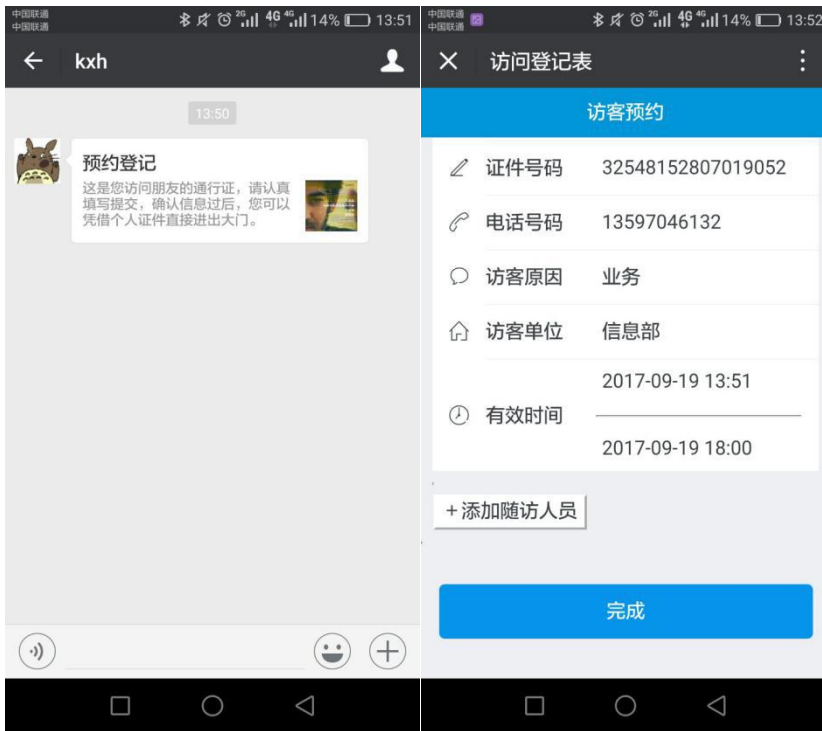 中国联通
中国联通
2G 4G 4G 14% 13:51
kxh
13:50
预约登记
这是您访问朋友的通行证，请认真
填写提交，确认信息过后，您可以
凭借个人证件直接进出大门。
中国联通
中国联通
2G 4G 4G 14% 13:52
访问登记表
访客预约
证件号码 32548152807019052
电话号码 13597046132
访客原因 业务
访客单位 信息部
有效时间
2017-09-19 13:51
2017-09-19 18:00
+添加随访人员
完成